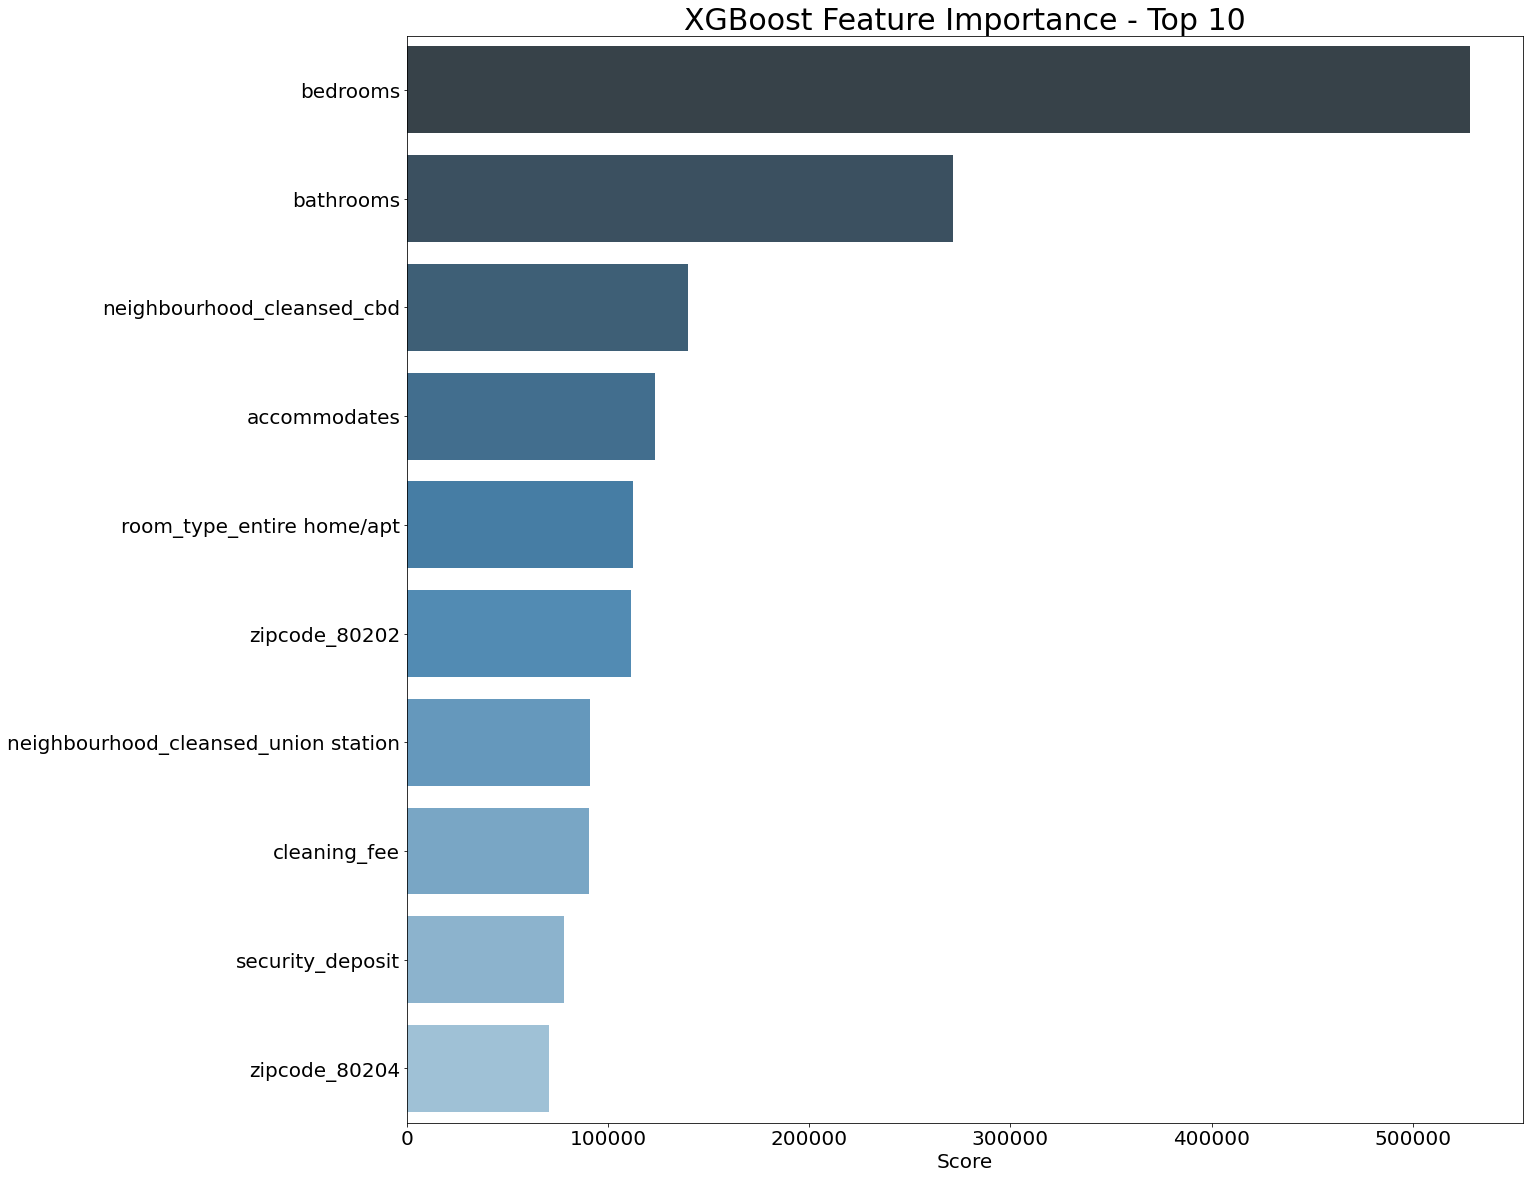 XGBoost Feature Importance - Top 10
bedrooms
bathrooms
neighbourhood_cleansed_cbd
accommodates
room_type_entire home/apt
zipcode_80202
neighbourhood_cleansed_union station
cleaning_fee
security_deposit
zipcode_80204
0 100000 200000 300000 400000 500000
Score